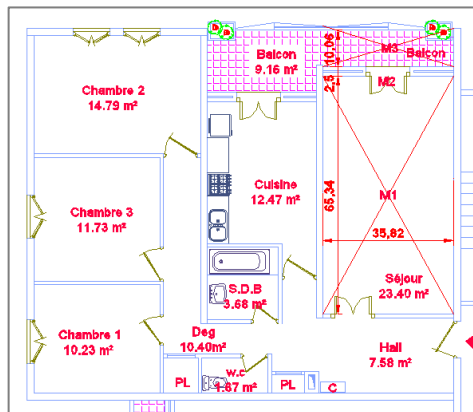 Chambre 2
14.79 m²
Balcon
9.16 m²
10,06
M3
Balcon
2,5
M2
Chambre 3
11.73 m²
Cuisine
12.47 m²
65,34
M1
35,82
Séjour
23.40 m²
S.D.B
3.68 m²
Chambre 1
10.23 m²
Deg
10.40m²
Hall
7.58 m²
PL
w.c
1.87 m²
PL
C